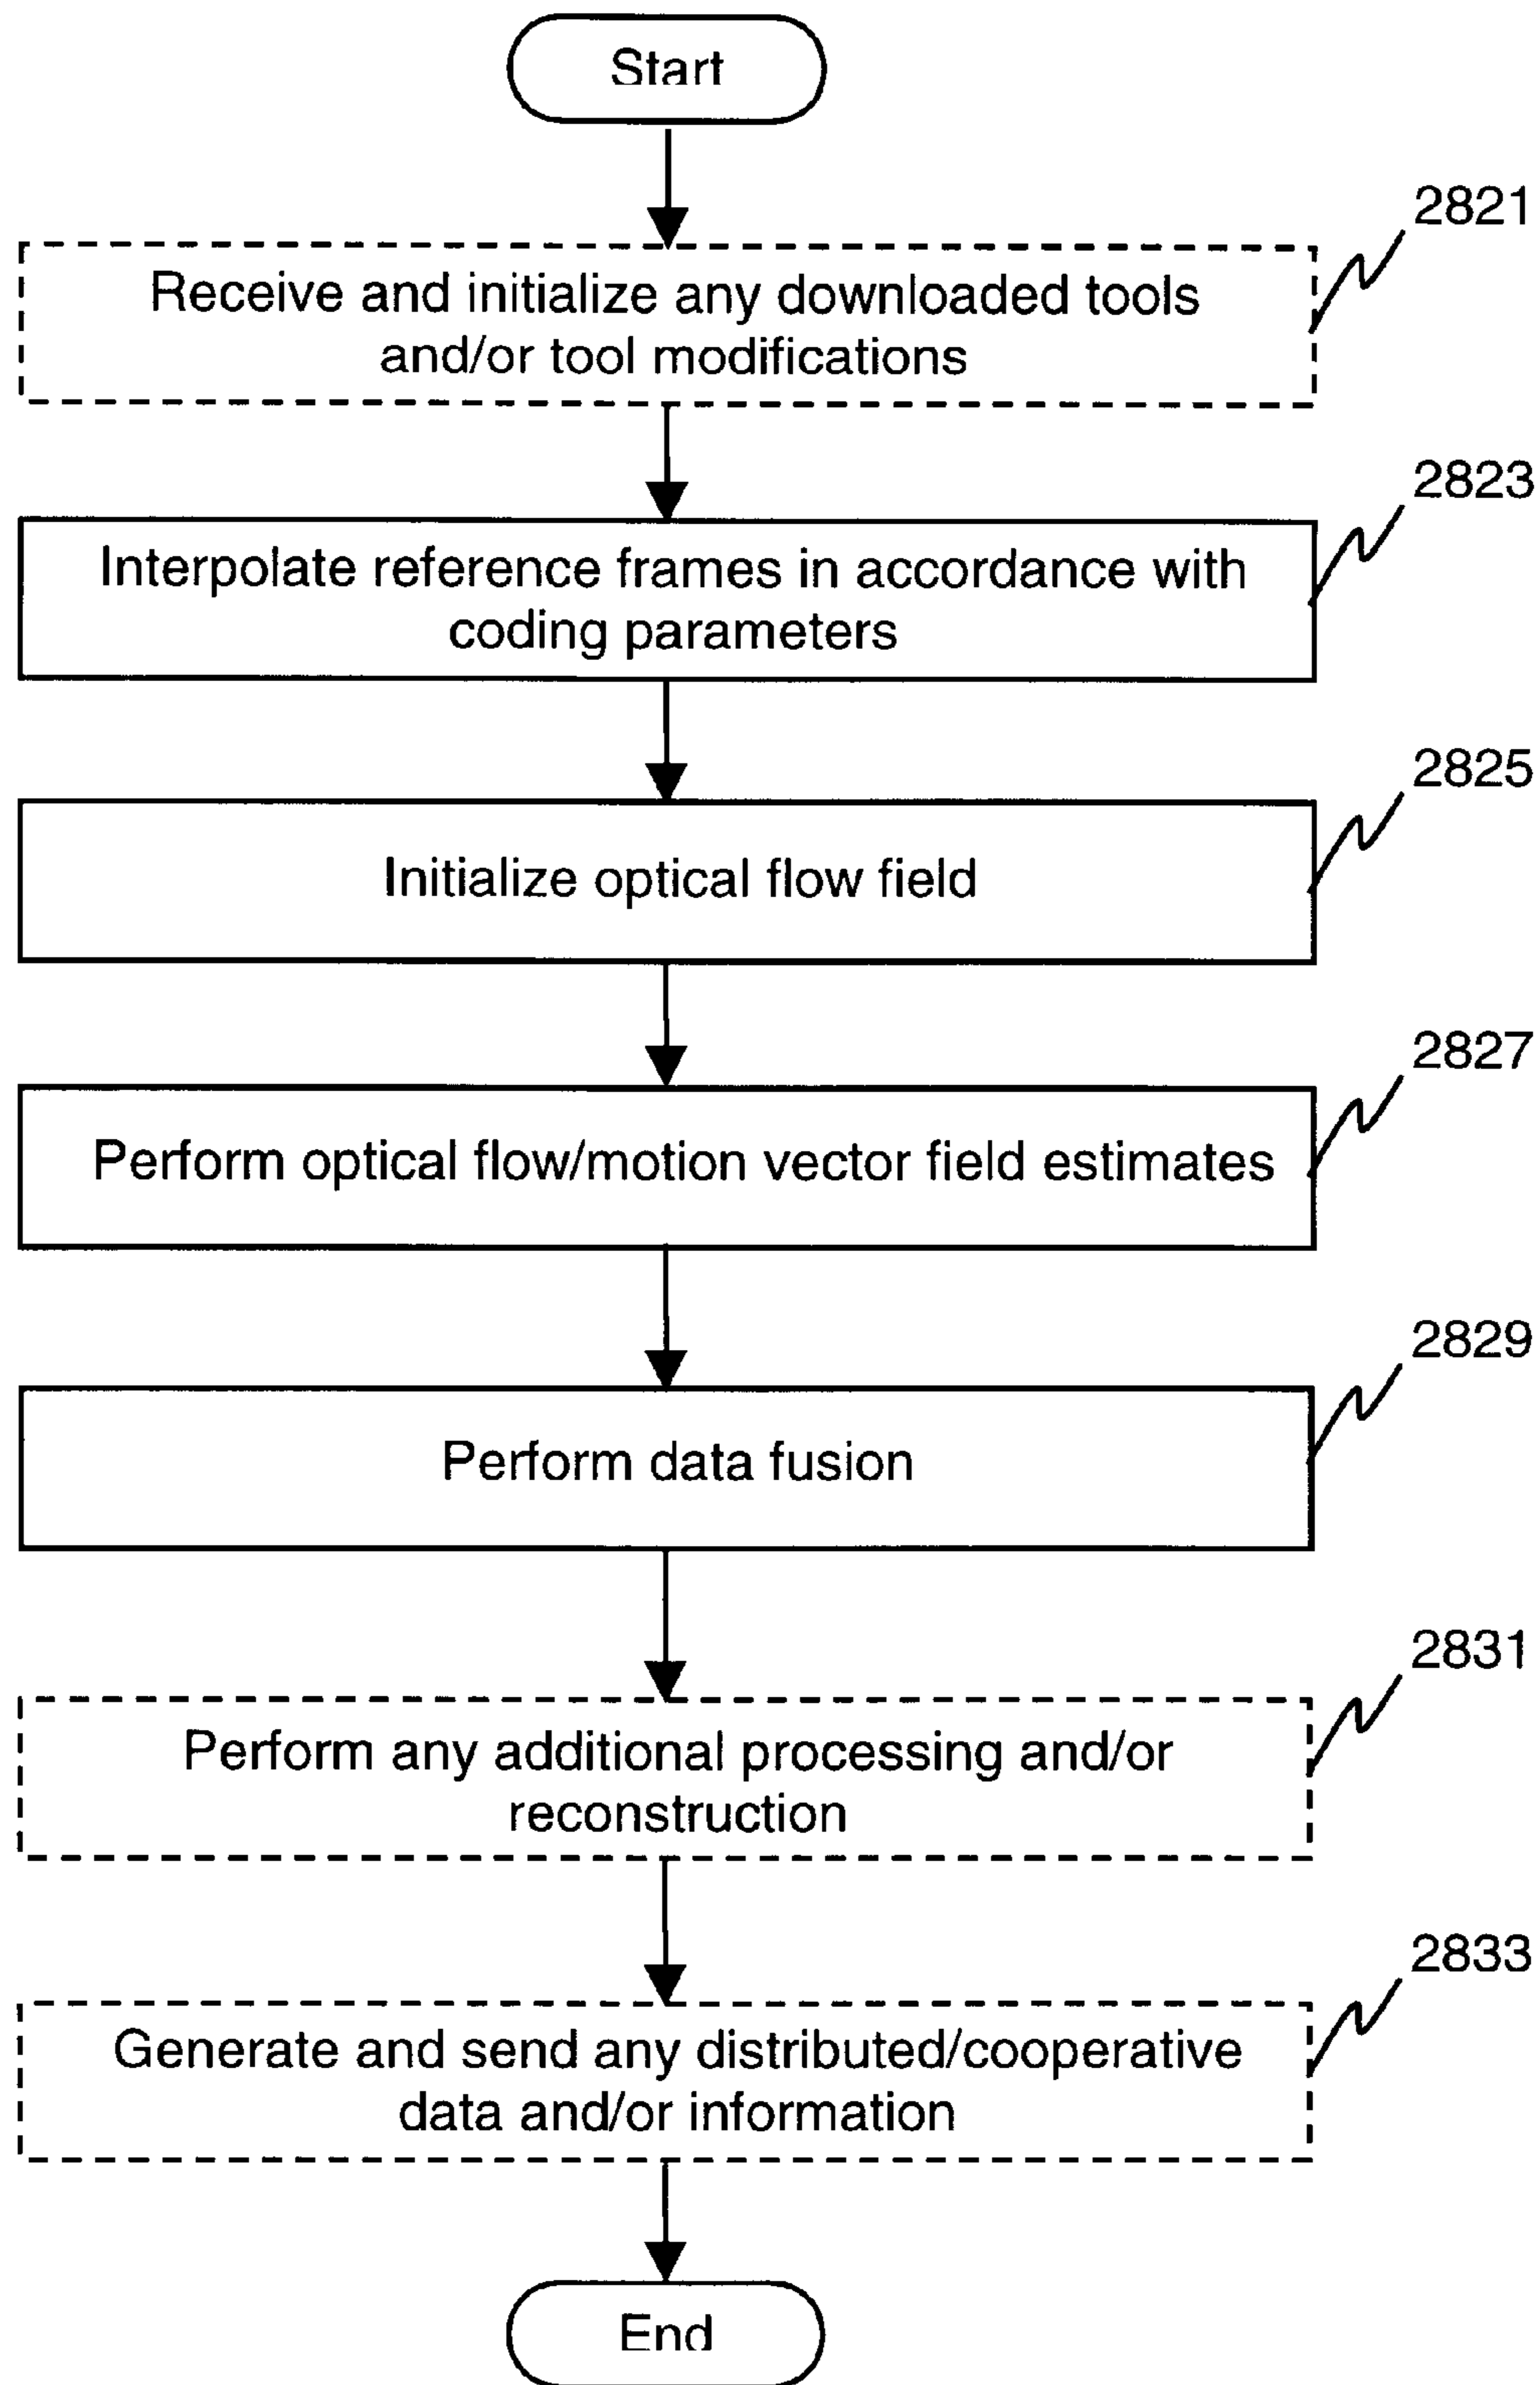 Start
2821
Receive and initialize any downloaded tools
and/or tool modifications
2823
Interpolate reference frames in accordance with
coding parameters
2825
Initialize optical flow field
2827
Perform optical flow/motion vector field estimates
2829
Perform data fusion
2831
Perform any additional processing and/or
reconstruction
2833
Generate and send any distributed/cooperative
data and/or information
End